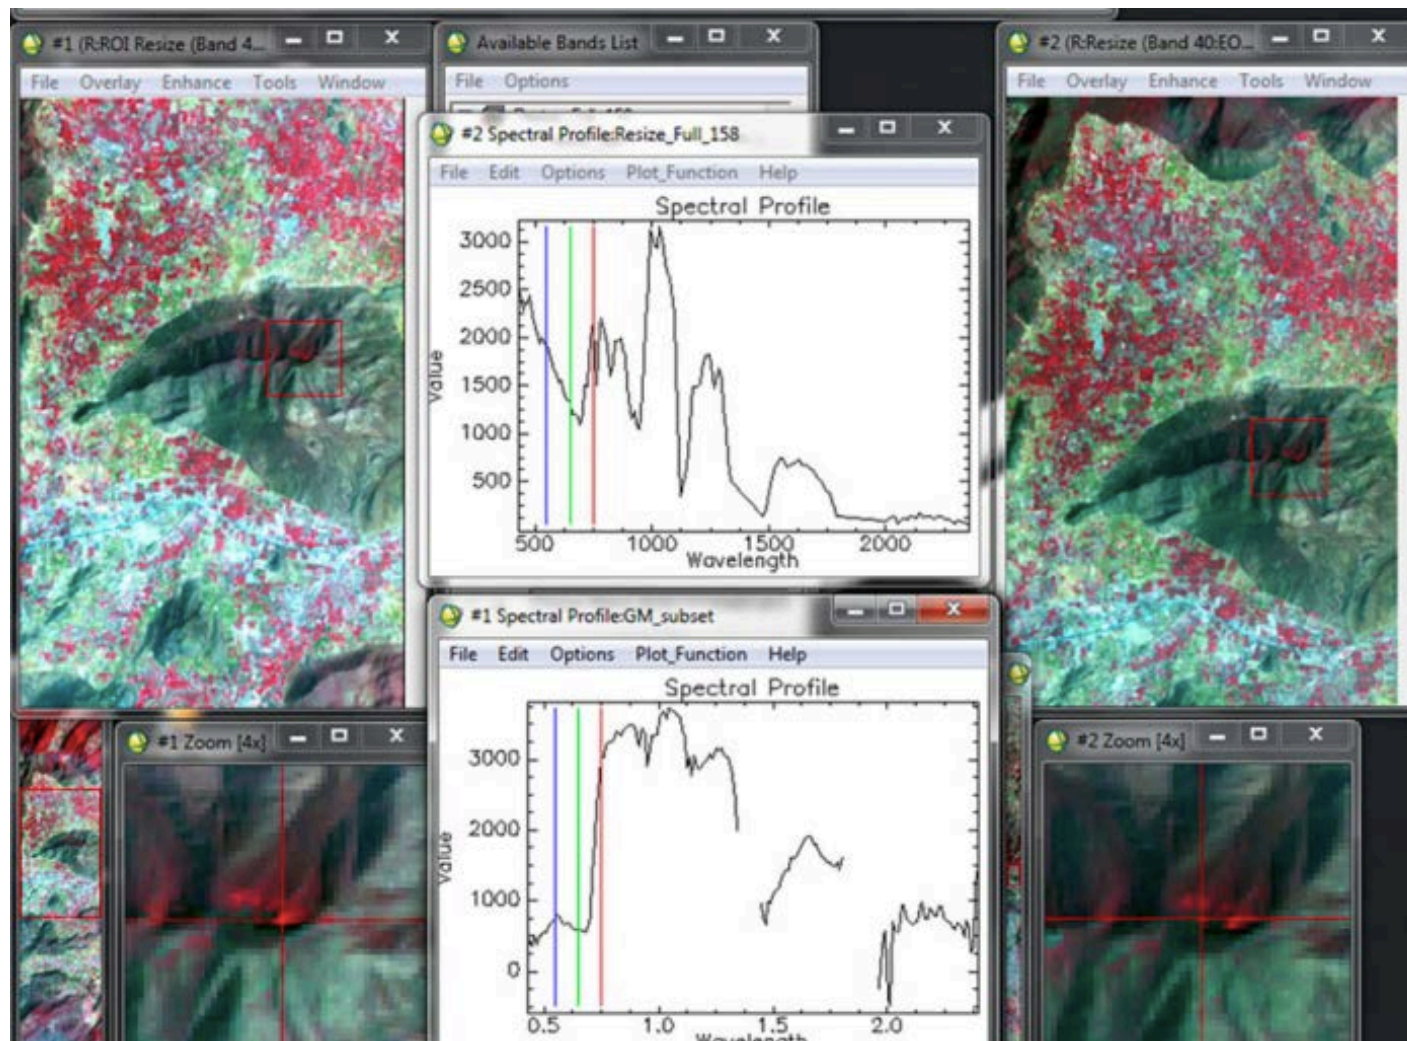 #1 (R:ROI Resize (Band 4...
File Overlay Enhance Tools Window
Available Bands List
File Options
#2 (R:Resize (Band 40:EO...
File Overlay Enhance Tools Window
#2 Spectral Profile:Resize_Full_158
File Edit Options Plot_Function Help
Spectral Profile
3000
2500
2000
1500
1000
500
Value
500 1000 1500 2000
Wavelength
#1 Spectral Profile:GM_subset
File Edit Options Plot_Function Help
Spectral Profile
3000
2000
1000
0
Value
0.5 1.0 1.5 2.0
Wavelength
#1 Zoom [4x]
#2 Zoom [4x]